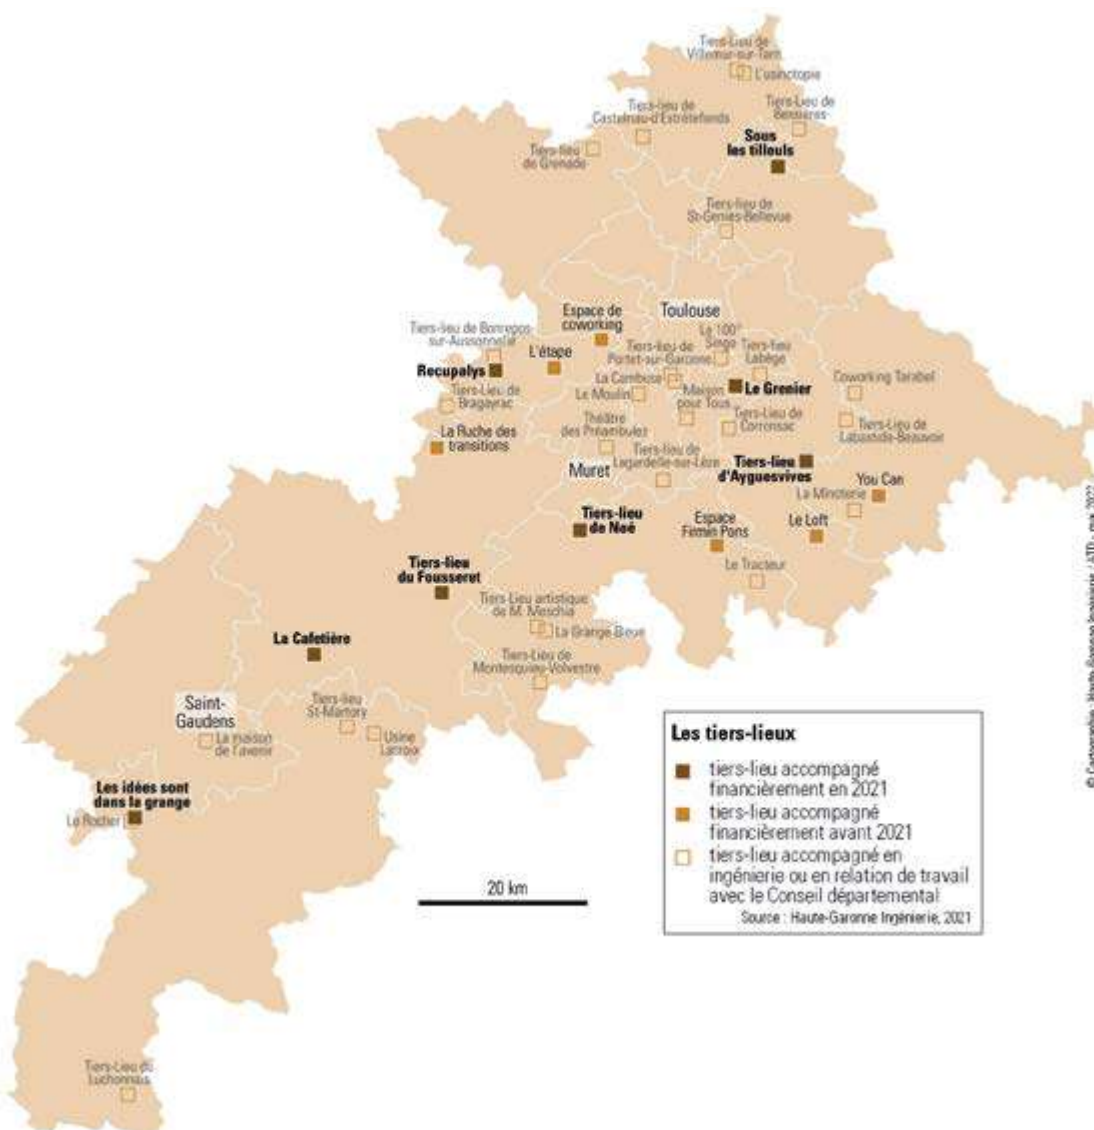 Tiers-Lieu de
Villemur-sur-Tarn
L'usinotopie
Tiers-lieu de
Castelnau-d'Estrétefonds
Tiers-Lieu de
Bessières
Sous
les tilleuls
Tiers-lieu
de Grenade
Tiers-lieu de
St-Geniès-Bellevue
Toulouse
Espace de
coworking
Tiers-lieu de Bonrepos
sur-Aussonnelle
L'étape
Recupalys
Tiers-lieu de
Portet-sur-Garonne
Le 100e
Singe
Tiers-lieu
Labège
La Cambuse
Le Moulin
Le Grenier
Coworking Tarabel
Tiers-Lieu de
Bragayrac
Maison
pour Tous
Théâtre
des Préambules
Tiers-Lieu de
Corronsac
Tiers-Lieu de
Labastide-Beauvoir
La Ruche des
transitions
Muret
Tiers-lieu de
Lagardelle-sur-Lèze
Tiers-lieu
d'Ayguesvives
You Can
La Minoterie
Tiers-lieu
de Noé
Espace
Firmin Pons
Le Loft
Tiers-lieu
du Fousseret
Le Tracteur
Tiers-Lieu artistique
de M. Meschia
La Grange Bleue
La Cafetière
Tiers-Lieu de
Montesquieu-Volvestre
Saint-
Gaudens
La maison
de l'avenir
Tiers-lieu
St-Martory
Usine
Lacroix
Les idées sont
dans la grange
Le Rocher
Tiers-Lieu du
Luchonnais
20 km
Les tiers-lieux
tiers-lieu accompagné
financièrement en 2021
tiers-lieu accompagné
financièrement avant 2021
tiers-lieu accompagné en
ingénierie ou en relation de travail
avec le Conseil départemental
Source : Haute-Garonne Ingénierie, 2021
© Cartographie : Haute-Garonne Ingénierie / ATD - mai 2022